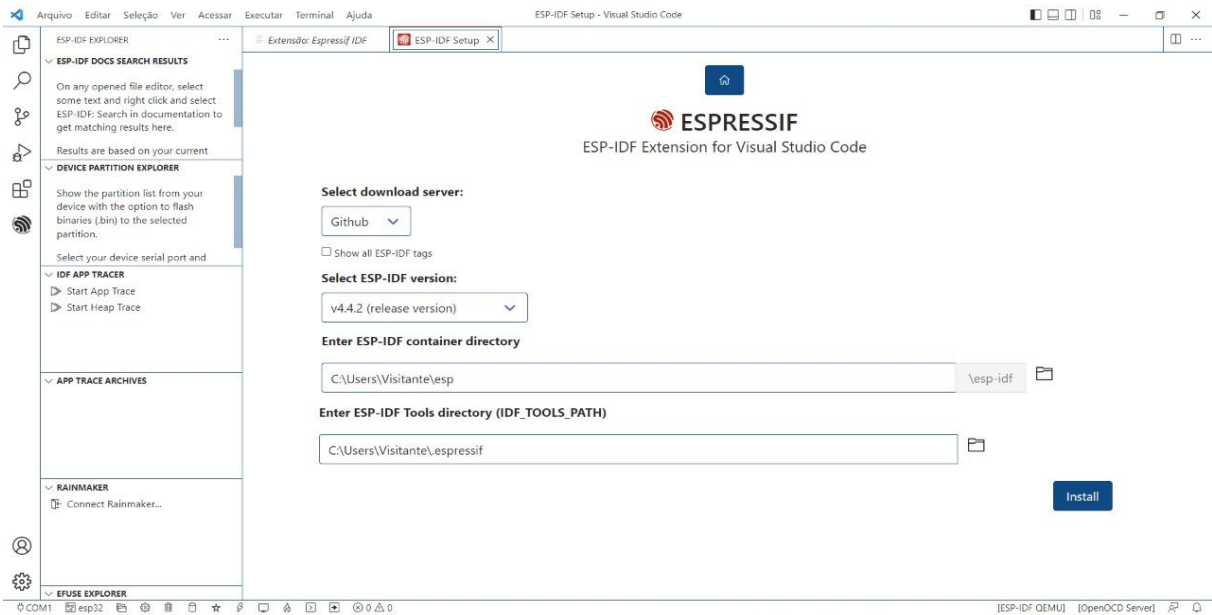 Arquivo Editar Seleção Ver Acessar Executar Terminal Ajuda
ESP-IDF Setup - Visual Studio Code
ESP-IDF EXPLORER
Extensão: Espressif IDF
ESP-IDF Setup
ESP-IDF DOCS SEARCH RESULTS
On any opened file editor, select
some text and right click and select
ESP-IDF: Search in documentation to
get matching results here.
Results are based on your current
DEVICE PARTITION EXPLORER
Show the partition list from your
device with the option to flash
binaries (.bin) to the selected
partition.
Select your device serial port and
IDF APP TRACER
Start App Trace
Start Heap Trace
APP TRACE ARCHIVES
RAINMAKER
Connect Rainmaker...
EFUSE EXPLORER
ESPRESSIF
ESP-IDF Extension for Visual Studio Code
Select download server:
Github
Show all ESP-IDF tags
Select ESP-IDF version:
v4.4.2 (release version)
Enter ESP-IDF container directory
C:\Users\Visitante\esp
\esp-idf
Enter ESP-IDF Tools directory (IDF_TOOLS_PATH)
C:\Users\Visitante\.espressif
Install
COM1 esp32 0 0 [ESP-IDF QEMU] [OpenOCD Server]